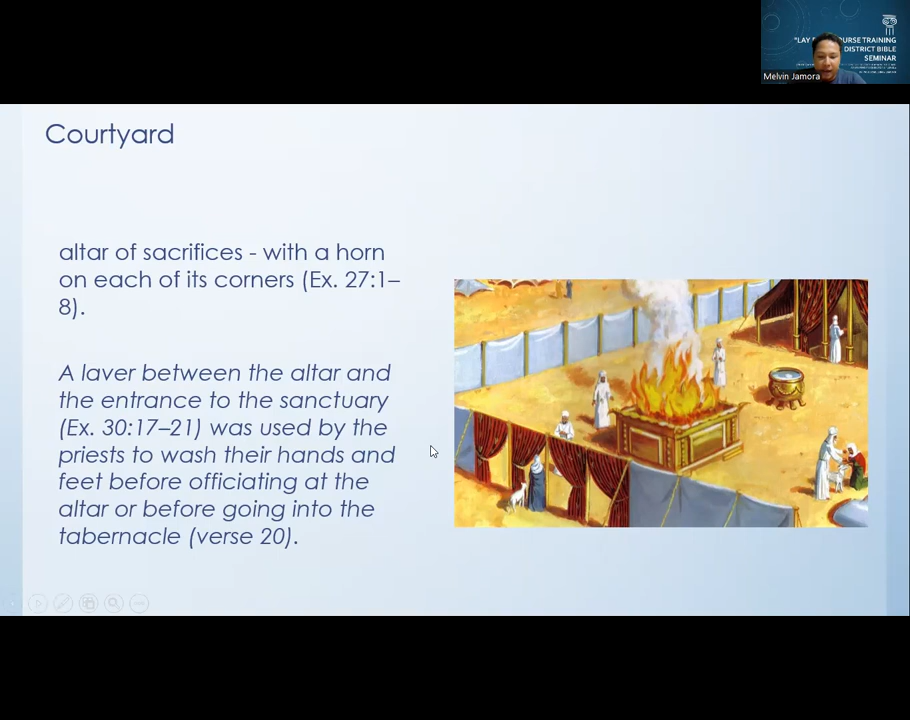 "LAY
URSE TRAINING
DISTRICT BIBLE
SEMINAR
Melvin Jamora
Courtyard
altar of sacrifices - with a horn
on each of its corners (Ex. 27:1–
8).
A laver between the altar and
the entrance to the sanctuary
(Ex. 30:17–21) was used by the
priests to wash their hands and
feet before officiating at the
altar or before going into the
tabernacle (verse 20).